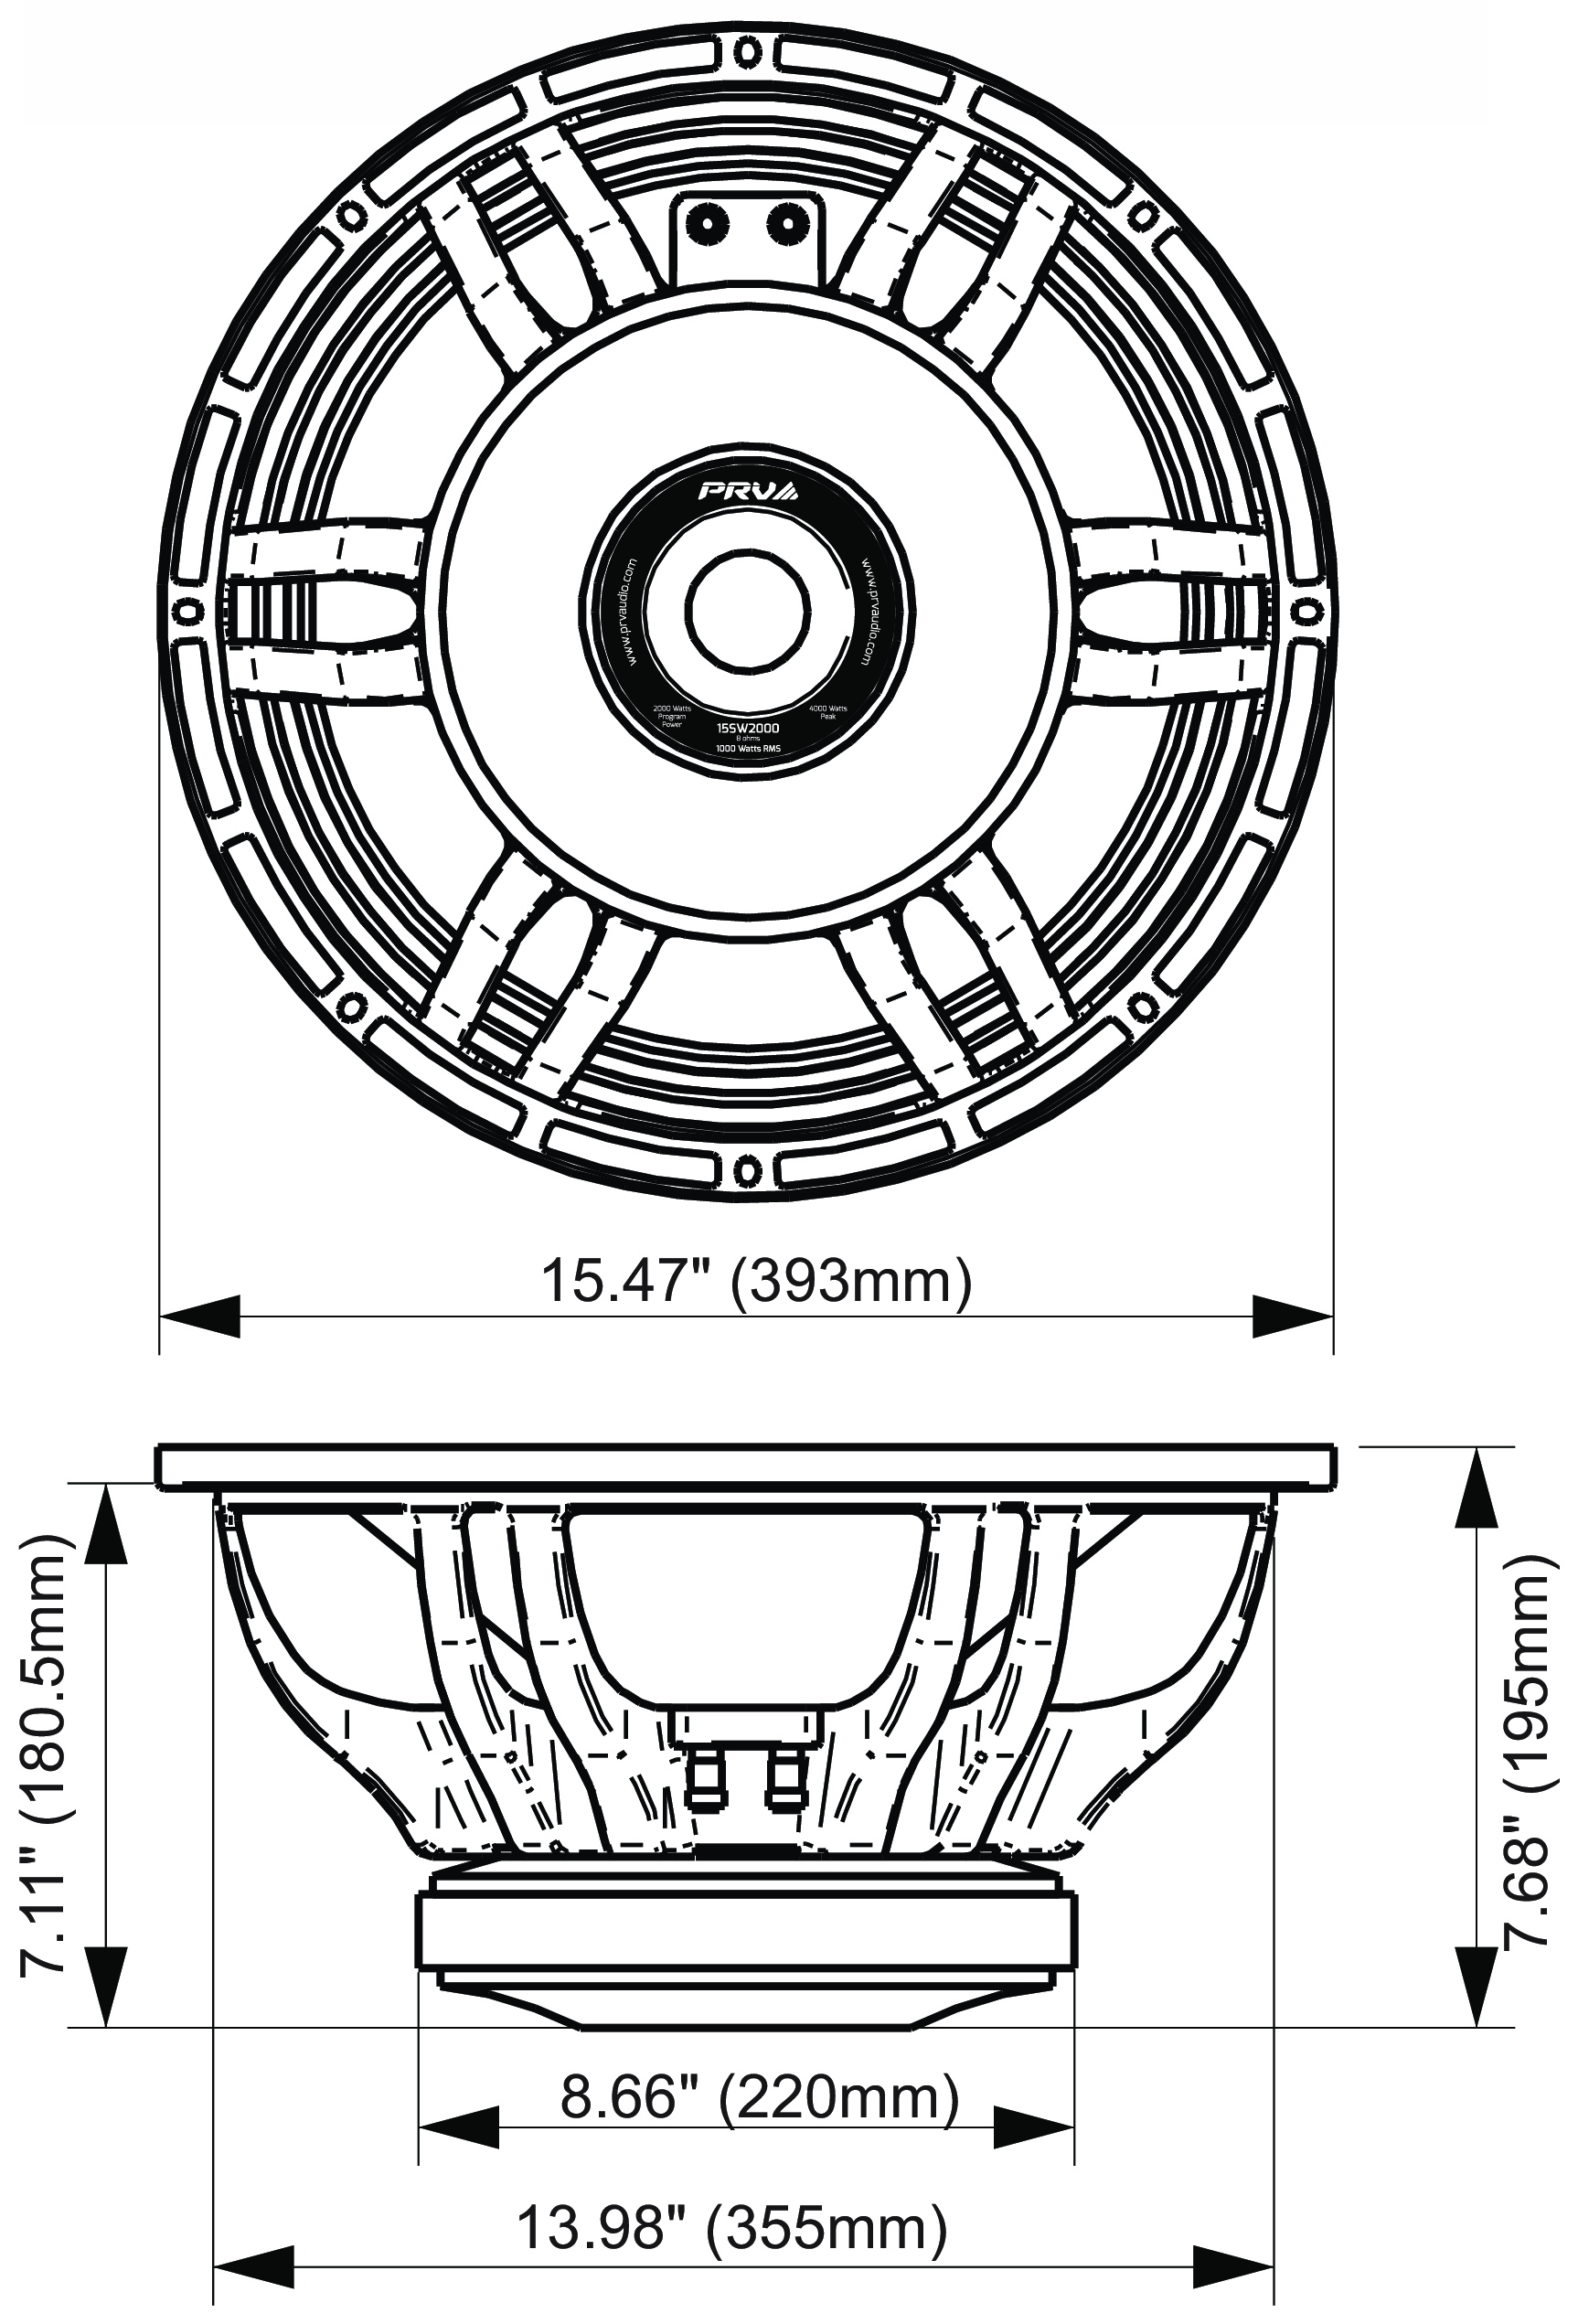 PRV
www.prvaudio.com
www.prvaudio.com
2000 Watts
Program
Power
4000 Watts
Peak
15SW2000
8 ohms
1000 Watts RMS
15.47" (393mm)
7.11" (180.5mm)
7.68" (195mm)
8.66" (220mm)
13.98" (355mm)